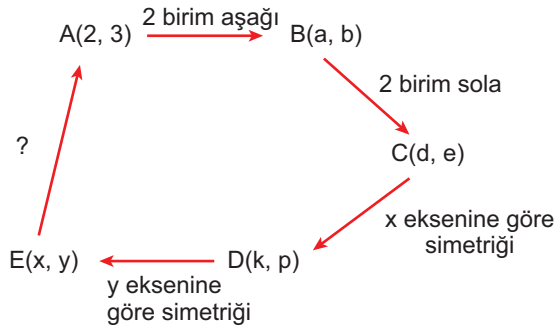 A(2, 3)
2 birim aşağı
B(a, b)
2 birim sola
C(d, e)
x eksenine göre
simetriği
D(k, p)
y eksenine
göre simetriği
E(x, y)
?